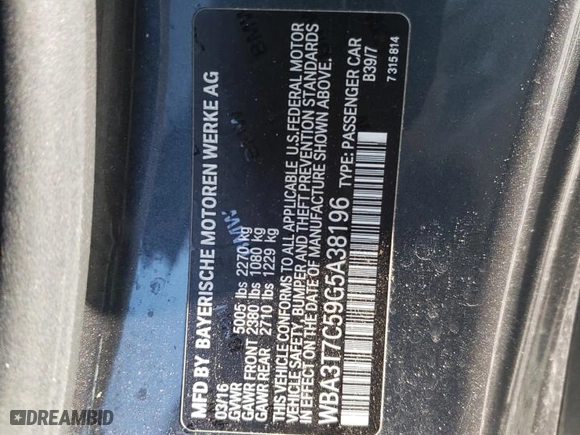 MFD BY BAYERISCHE MOTOREN WERKE AG
03/16
GVWR 5005 lbs 2270 kg
GAWR FRONT 2380 lbs 1080 kg
GAWR REAR 2710 lbs 1229 kg
THIS VEHICLE CONFORMS TO ALL APPLICABLE U.S. FEDERAL MOTOR
VEHICLE SAFETY, BUMPER AND THEFT PREVENTION STANDARDS
IN EFFECT ON THE DATE OF MANUFACTURE SHOWN ABOVE.
WBA3T7C59G5A38196 TYPE: PASSENGER CAR
B39/7
7 315 814
BMW
BMW
BMW
DREAMBID